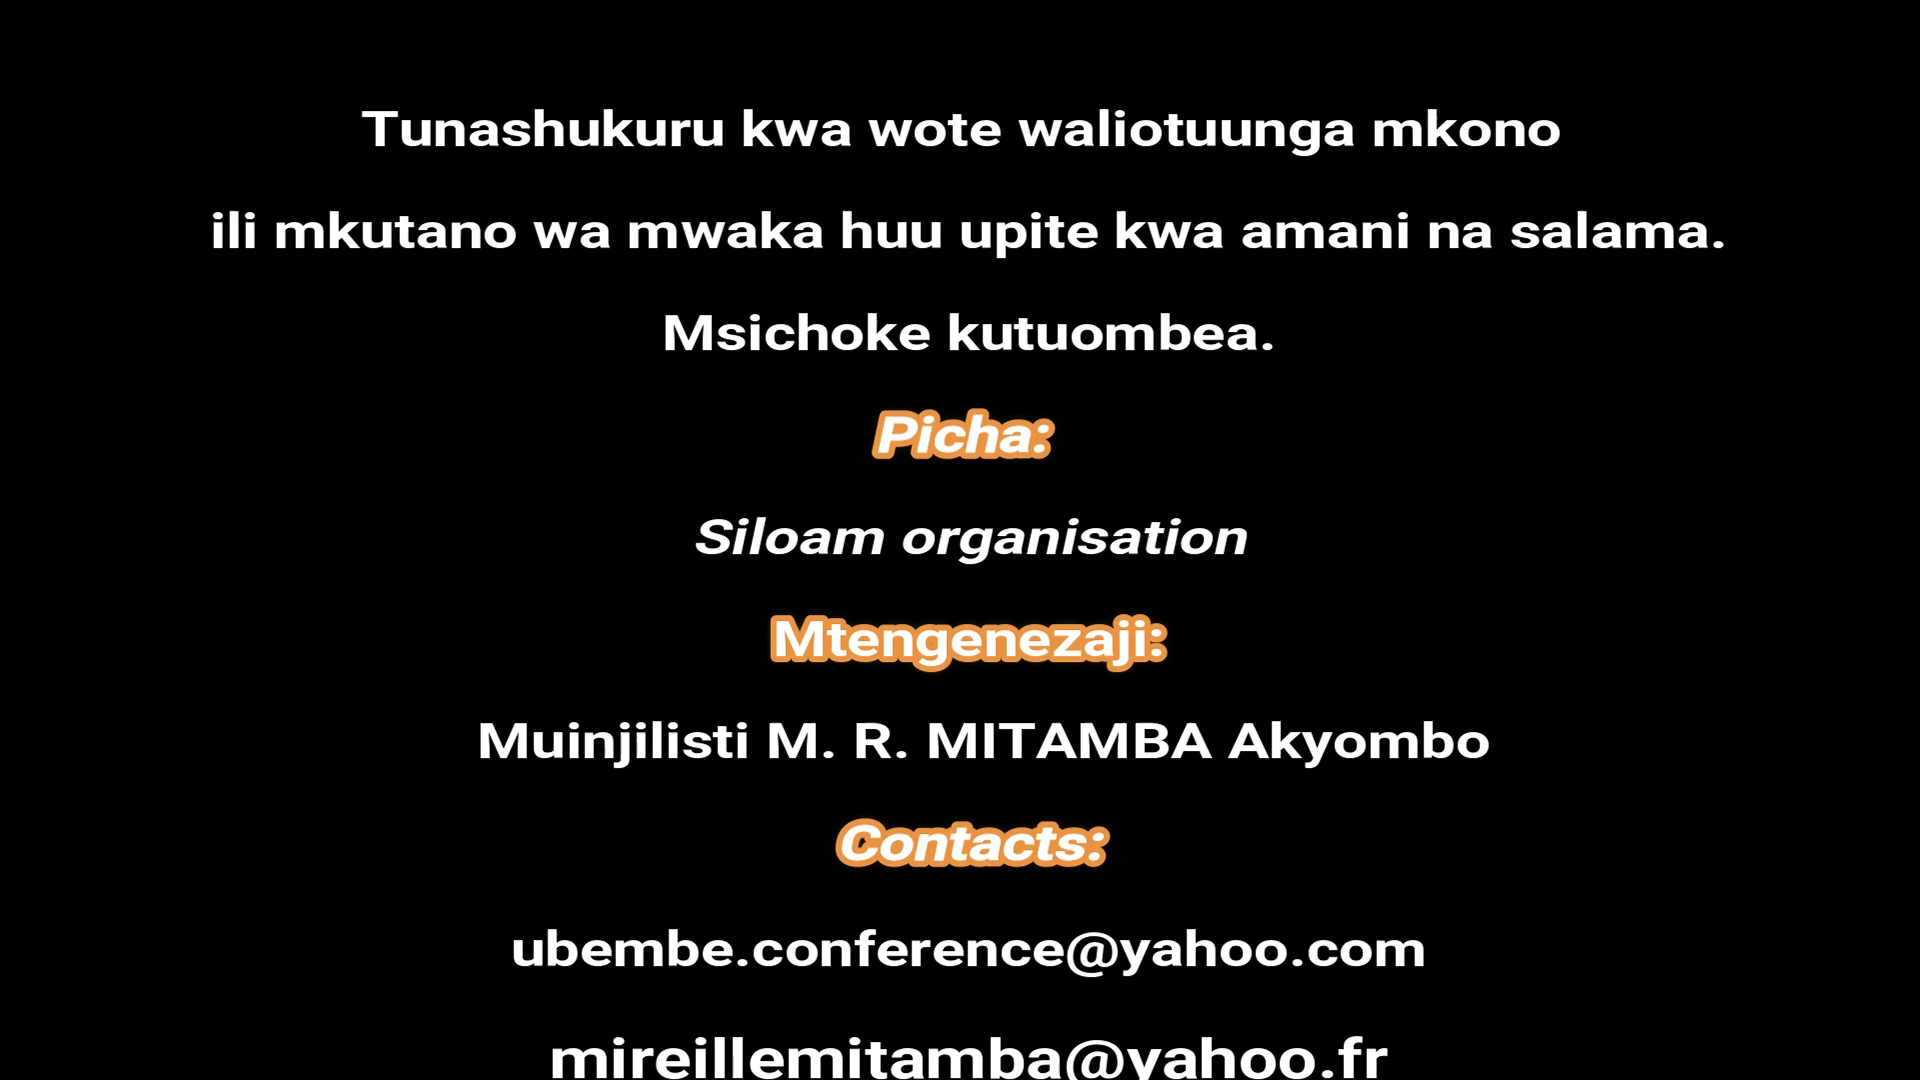 Tunashukuru kwa wote waliotuunga mkono
ili mkutano wa mwaka huu upite kwa amani na salama.
Msichoke kutuombea.
Picha:
Siloam organisation
Mtengenezaji:
Muinjilisti M. R. MITAMBA Akyombo
Contacts:
ubembe.conference@yahoo.com
mireillemitamba@yahoo.fr